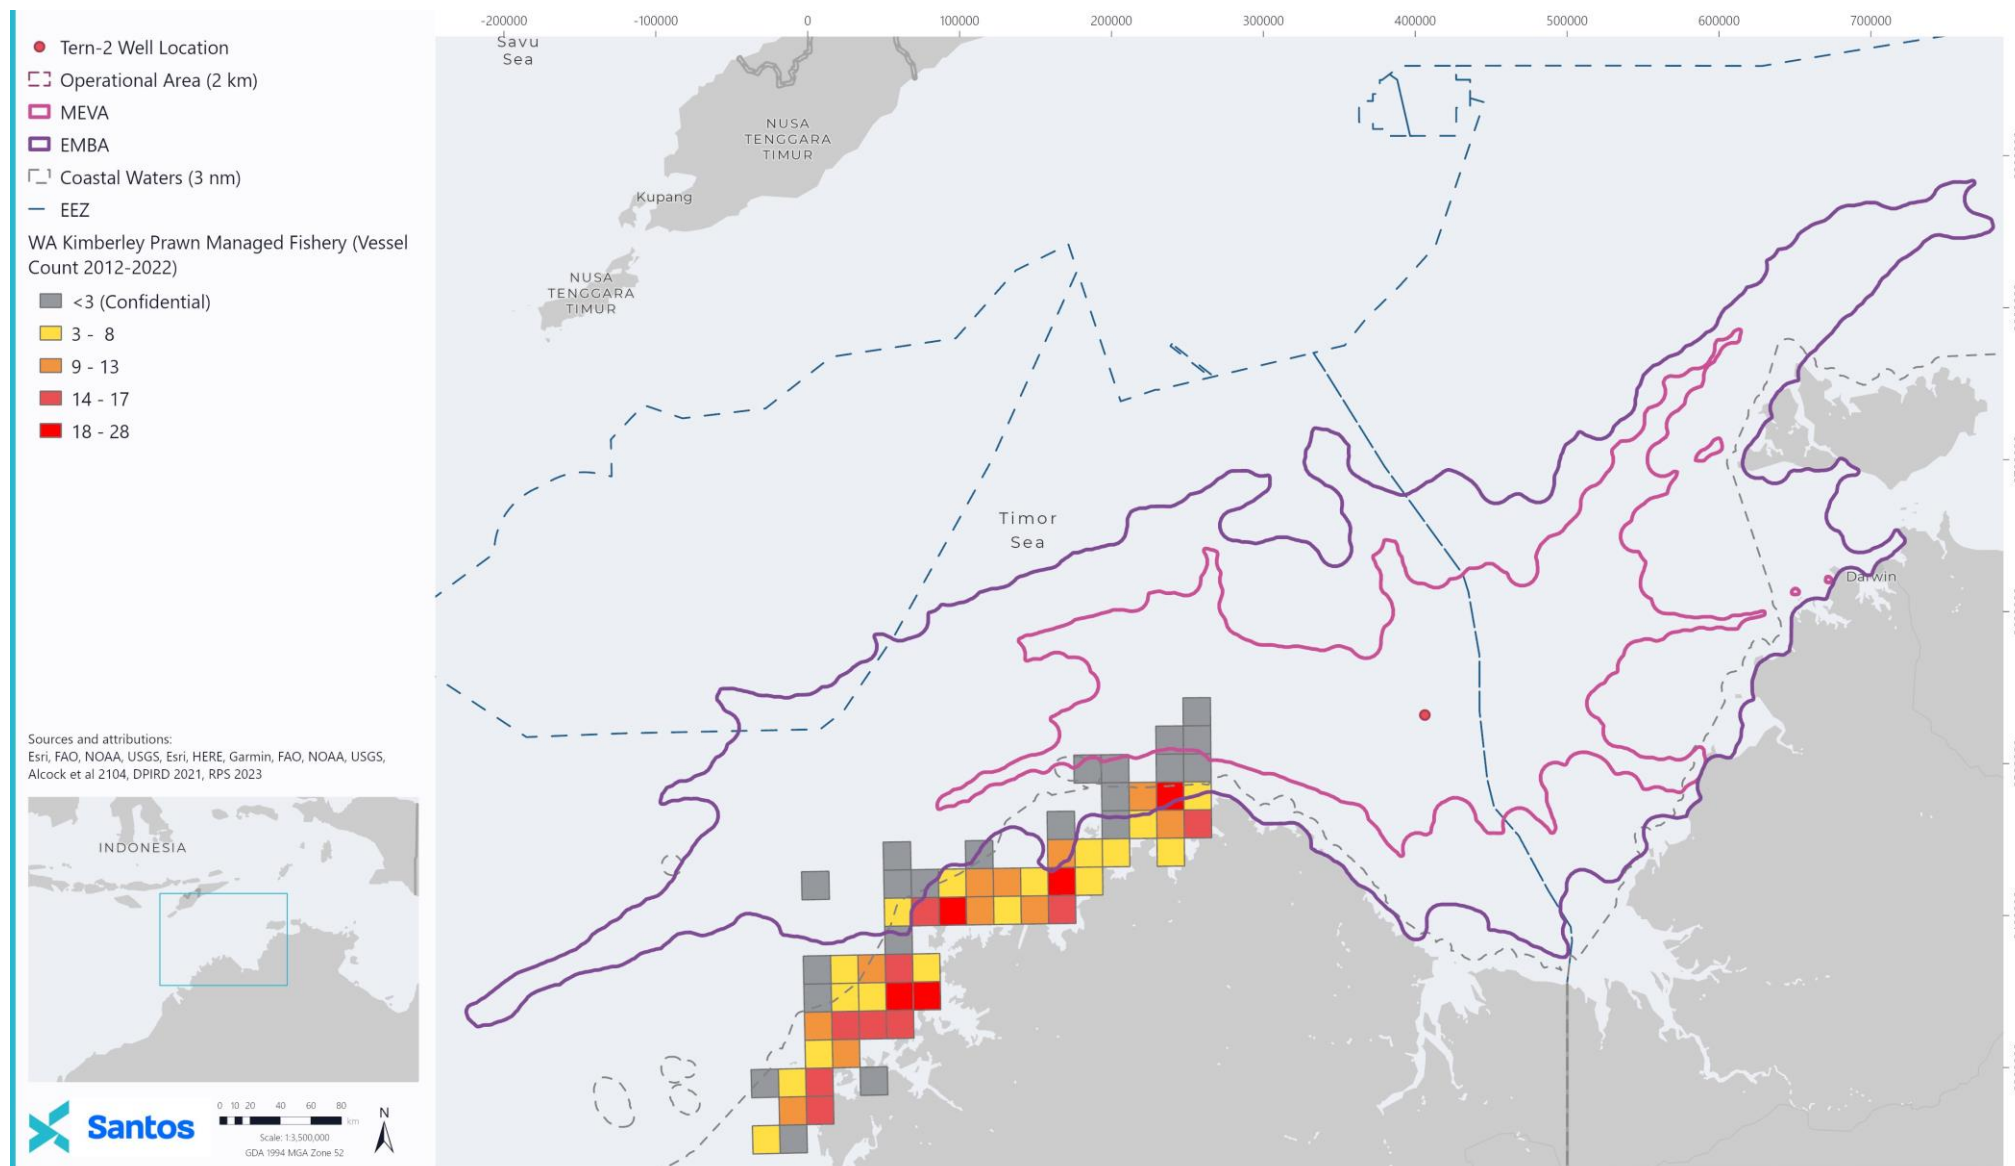 -200000 -100000 0 100000 200000 300000 400000 500000 600000 700000
Tern-2 Well Location
Operational Area (2 km)
MEVA
EMBA
Coastal Waters (3 nm)
EEZ
WA Kimberley Prawn Managed Fishery (Vessel
Count 2012-2022)
<3 (Confidential)
3 - 8
9 - 13
14 - 17
18 - 28
Savu
Sea
NUSA
TENGGARA
TIMUR
Kupang
NUSA
TENGGARA
TIMUR
Timor
Sea
Darwin
Sources and attributions:
Esri, FAO, NOAA, USGS, Esri, HERE, Garmin, FAO, NOAA, USGS,
Alcock et al 2104, DPIRD 2021, RPS 2023
INDONESIA
Santos
0 10 20 40 60 80
km
Scale: 1:3,500,000
GDA 1994 MGA Zone 52
N